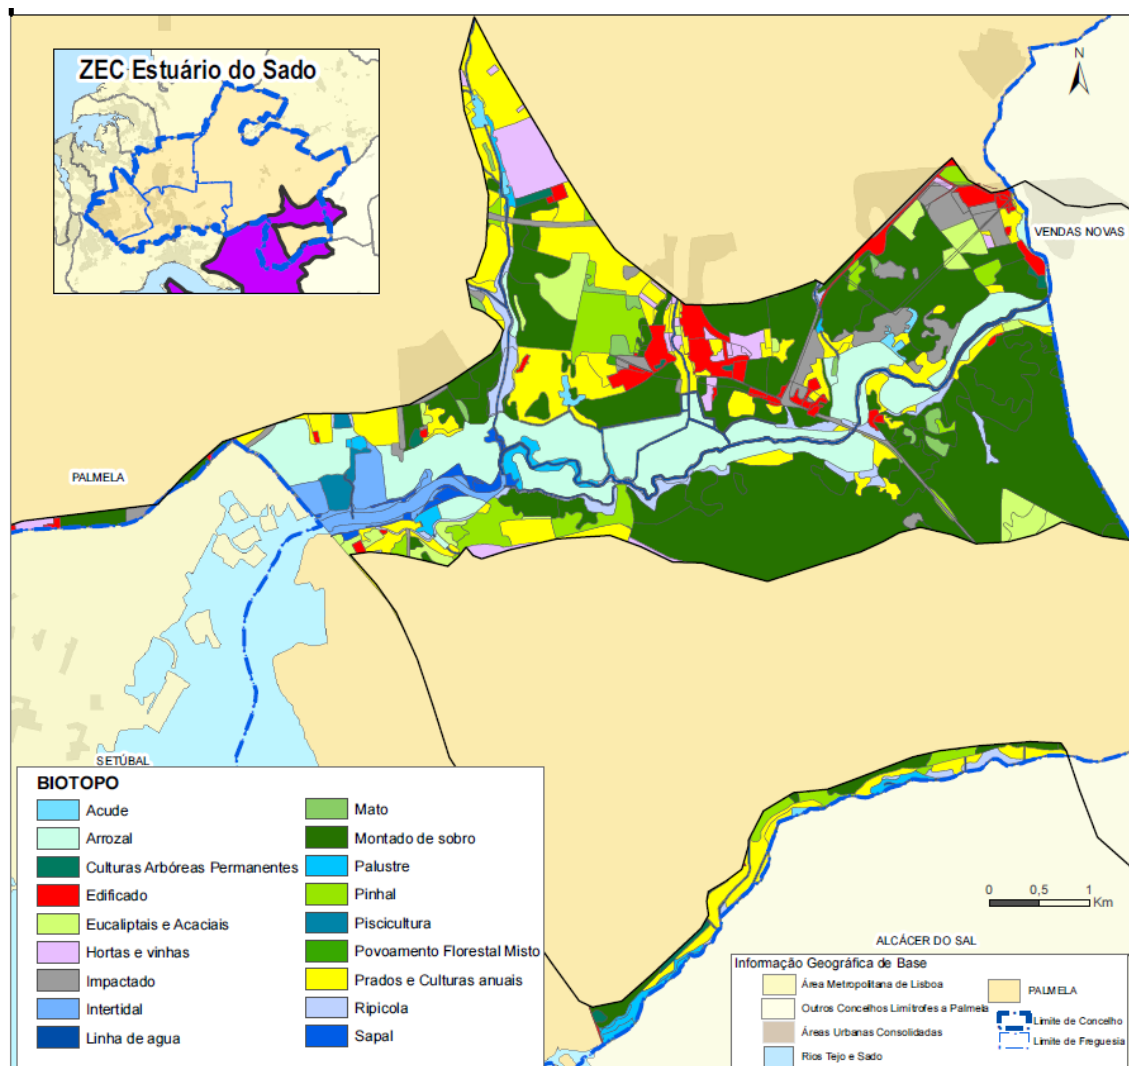 ZEC Estuário do Sado
N
VENDAS NOVAS
PALMELA
SETÚBAL
BIOTOPO
Acude
Arrozal
Culturas Arbóreas Permanentes
Edificado
Eucaliptais e Acaciais
Hortas e vinhas
Impactado
Intertidal
Linha de agua
Mato
Montado de sobro
Palustre
Pinhal
Piscicultura
Povoamento Florestal Misto
Prados e Culturas anuais
Ripicola
Sapal
0 0,5 1
Km
ALCÁCER DO SAL
Informação Geográfica de Base
Área Metropolitana de Lisboa
Outros Concelhos Limitrofes a Palmela
Áreas Urbanas Consolidadas
Rios Tejo e Sado
PALMELA
Limite de Concelho
Limite de Freguesia